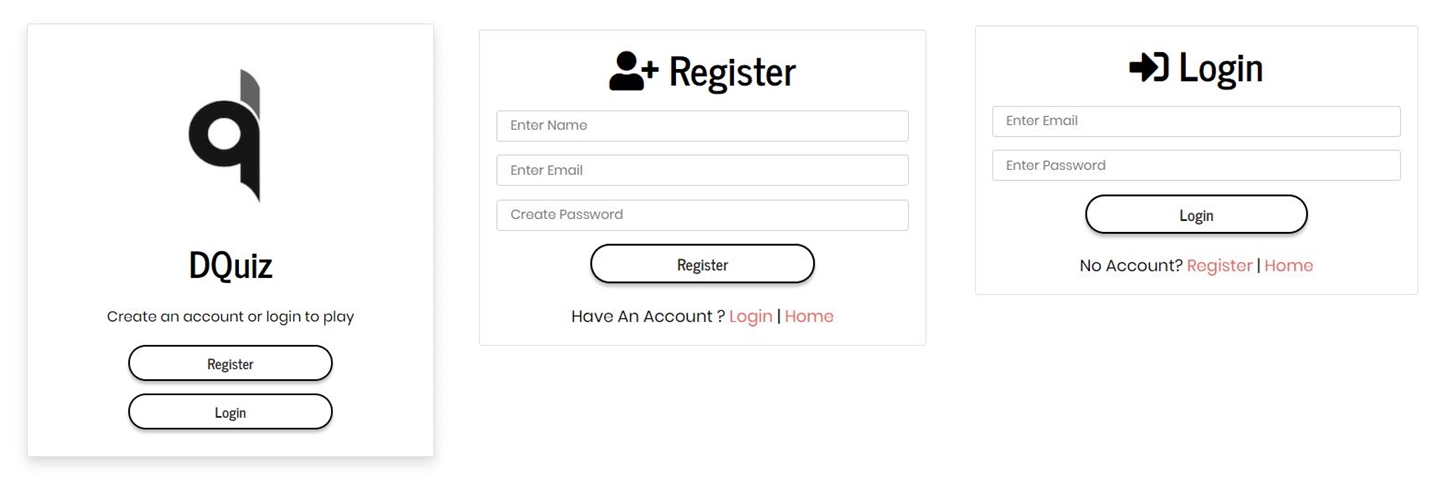 DQuiz
Create an account or login to play
Register
Login
Register
Enter Name
Enter Email
Create Password
Register
Have An Account ? Login | Home
Login
Enter Email
Enter Password
Login
No Account? Register | Home